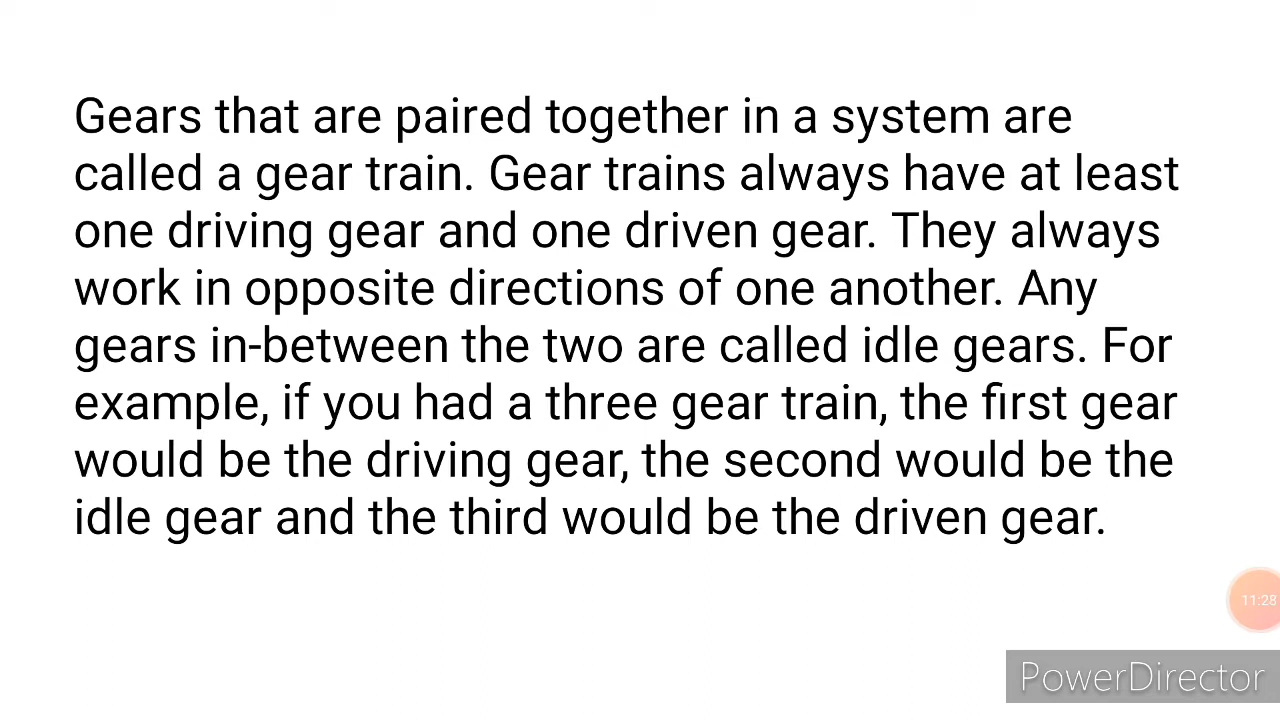 Gears that are paired together in a system are
called a gear train. Gear trains always have at least
one driving gear and one driven gear. They always
work in opposite directions of one another. Any
gears in-between the two are called idle gears. For
example, if you had a three gear train, the first gear
would be the driving gear, the second would be the
idle gear and the third would be the driven gear.
11:28
PowerDirector